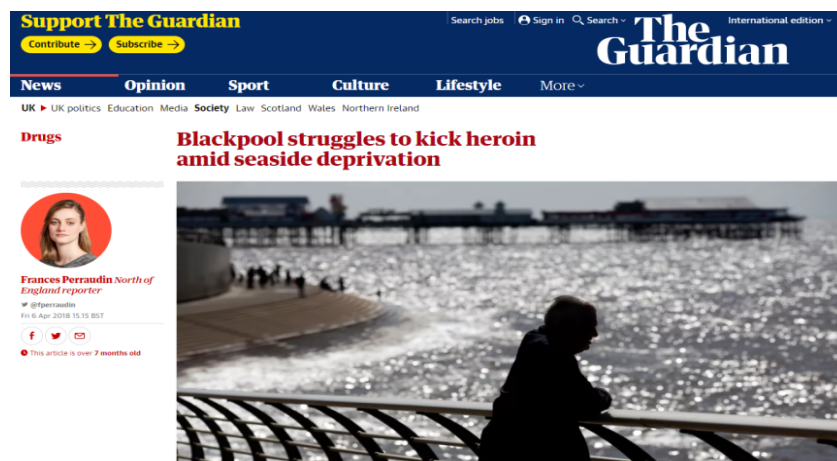 Support The Guardian
Contribute → Subscribe →
Search jobs Sign in Search International edition
The Guardian
News Opinion Sport Culture Lifestyle More
UK UK politics Education Media Society Law Scotland Wales Northern Ireland
Drugs
Blackpool struggles to kick heroin
amid seaside deprivation
Frances Perraudin North of
England reporter
@fperraudin
Fri 6 Apr 2018 15.15 BST
This article is over 7 months old